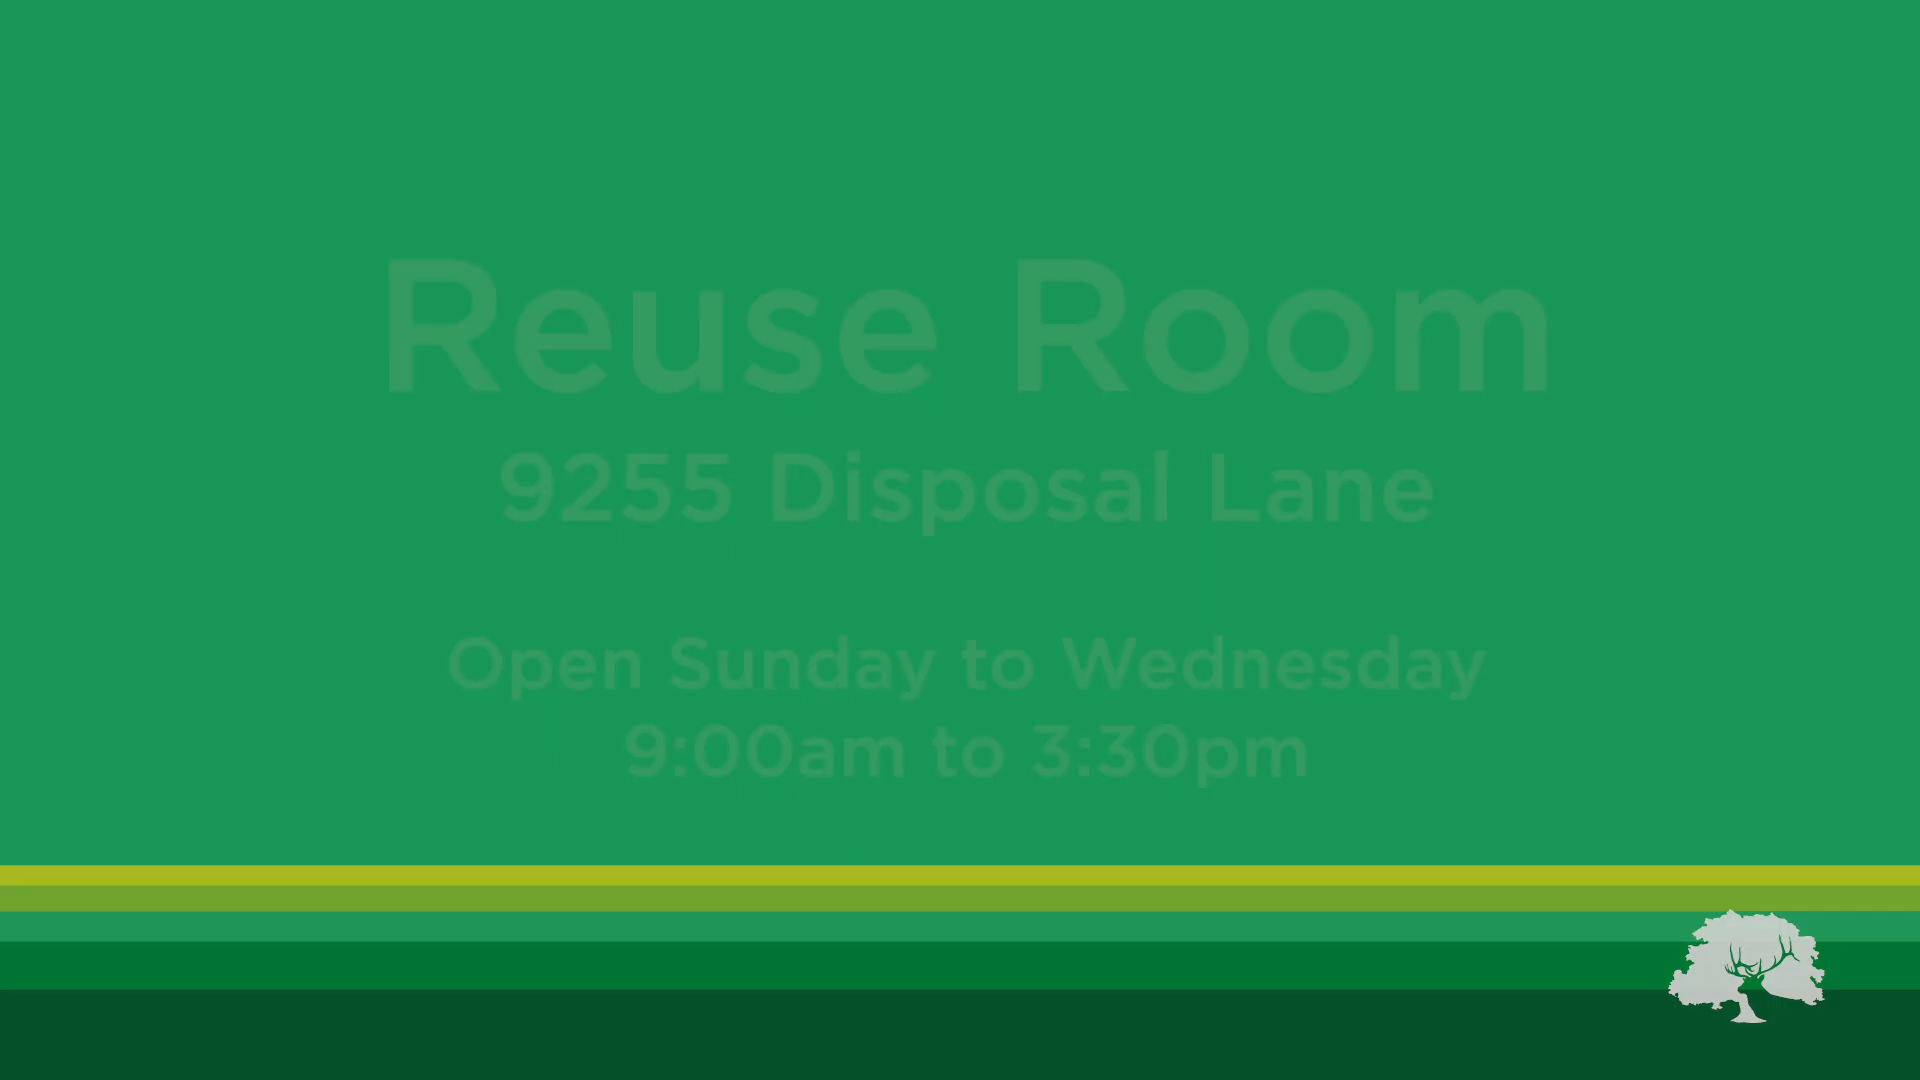 Reuse Room
9255 Disposal Lane
Open Sunday to Wednesday
9:00am to 3:30pm